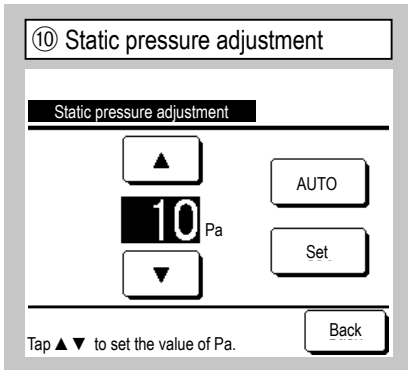 ⑩ Static pressure adjustment
Static pressure adjustment
▲
AUTO
10 Pa
Set
▼
Back
Tap ▲ ▼ to set the value of Pa.